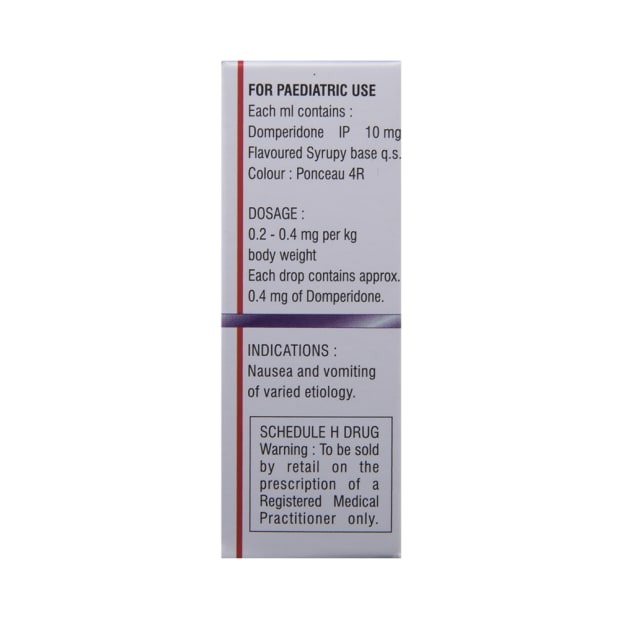 FOR PAEDIATRIC USE
Each ml contains :
Domperidone IP 10 mg
Flavoured Syrupy base q.s.
Colour : Ponceau 4R
DOSAGE :
0.2 - 0.4 mg per kg
body weight
Each drop contains approx.
0.4 mg of Domperidone.
INDICATIONS :
Nausea and vomiting
of varied etiology.
SCHEDULE H DRUG
Warning : To be sold
by retail on the
prescription of a
Registered Medical
Practitioner only.